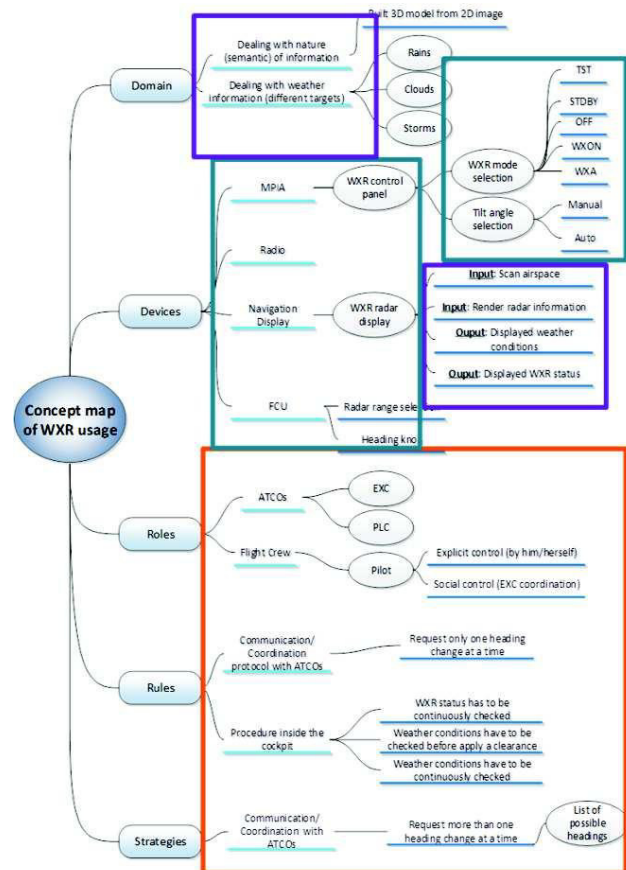 Built 3D model from 2D image
Dealing with nature
(semantic) of information
Rains
Domain
Dealing with weather
information (different targets)
Clouds
Storms
TST
STDBY
OFF
WXON
WXA
WXR mode
selection
Manual
Tilt angle
selection
Auto
MPIA
WXR control
panel
Radio
Devices
Navigation
Display
WXR radar
display
Input: Scan airspace
Input: Render radar information
Ouput: Displayed weather
conditions
Ouput: Displayed WXR status
FCU
Radar range sele
Heading kno
Concept map
of WXR usage
Roles
ATCOs
EXC
PLC
Flight Crew
Pilot
Explicit control (by him/herself)
Social control (EXC coordination)
Rules
Communication/
Coordination
protocol with ATCOs
Request only one heading
change at a time
Procedure inside the
cockpit
WXR status has to be
continuously checked
Weather conditions have to be
checked before apply a clearance
Weather conditions have to be
continuously checked
Strategies
Communication/
Coordination with
ATCOs
Request more than one
heading change at a time
List of
possible
headings